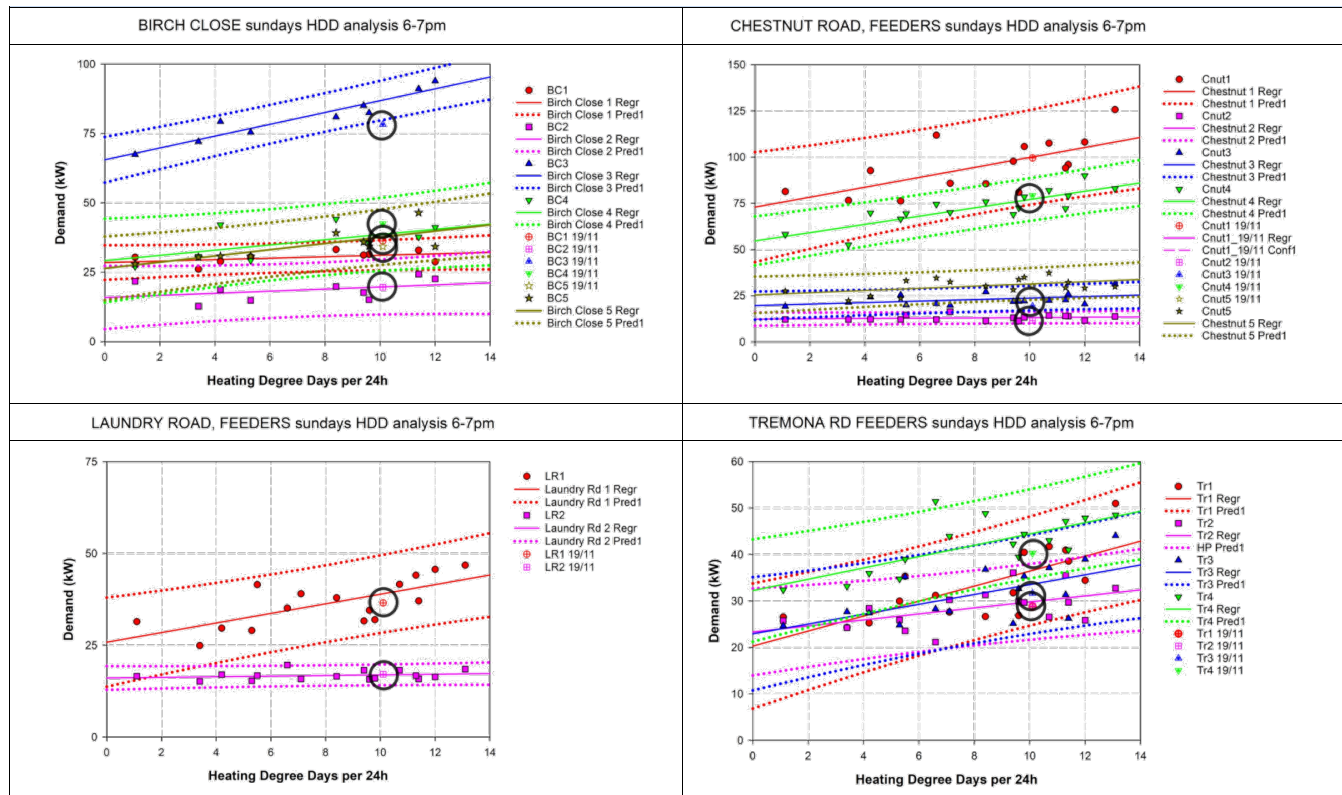 BIRCH CLOSE sundays HDD analysis 6-7pm
100
75
50
25
0
Demand (kW)
0 2 4 6 8 10 12 14
Heating Degree Days per 24h
BC1
Birch Close 1 Regr
Birch Close 1 Pred1
BC2
Birch Close 2 Regr
Birch Close 2 Pred1
BC3
Birch Close 3 Regr
Birch Close 3 Pred1
BC4
Birch Close 4 Regr
Birch Close 4 Pred1
BC1 19/11
BC2 19/11
BC3 19/11
BC4 19/11
BC5 19/11
BC5
Birch Close 5 Regr
Birch Close 5 Pred1
CHESTNUT ROAD, FEEDERS sundays HDD analysis 6-7pm
150
125
100
75
50
25
0
Demand (kW)
0 2 4 6 8 10 12 14
Heating Degree Days per 24h
Cnut1
Chestnut 1 Regr
Chestnut 1 Pred1
Cnut2
Chestnut 2 Regr
Chestnut 2 Pred1
Cnut3
Chestnut 3 Regr
Chestnut 3 Pred1
Cnut4
Chestnut 4 Regr
Chestnut 4 Pred1
Cnut1 19/11
Cnut1_19/11 Regr
Cnut1_19/11 Conf1
Cnut2 19/11
Cnut3 19/11
Cnut4 19/11
Cnut5 19/11
Cnut5
Chestnut 5 Regr
Chestnut 5 Pred1
LAUNDRY ROAD, FEEDERS sundays HDD analysis 6-7pm
75
50
25
0
Demand (kW)
0 2 4 6 8 10 12 14
Heating Degree Days per 24h
LR1
Laundry Rd 1 Regr
Laundry Rd 1 Pred1
LR2
Laundry Rd 2 Regr
Laundry Rd 2 Pred1
LR1 19/11
LR2 19/11
TREMONA RD FEEDERS sundays HDD analysis 6-7pm
60
50
40
30
20
10
0
Demand (kW)
0 2 4 6 8 10 12 14
Heating Degree Days per 24h
Tr1
Tr1 Regr
Tr1 Pred1
Tr2
Tr2 Regr
HP Pred1
Tr3
Tr3 Regr
Tr3 Pred1
Tr4
Tr4 Regr
Tr4 Pred1
Tr1 19/11
Tr2 19/11
Tr3 19/11
Tr4 19/11